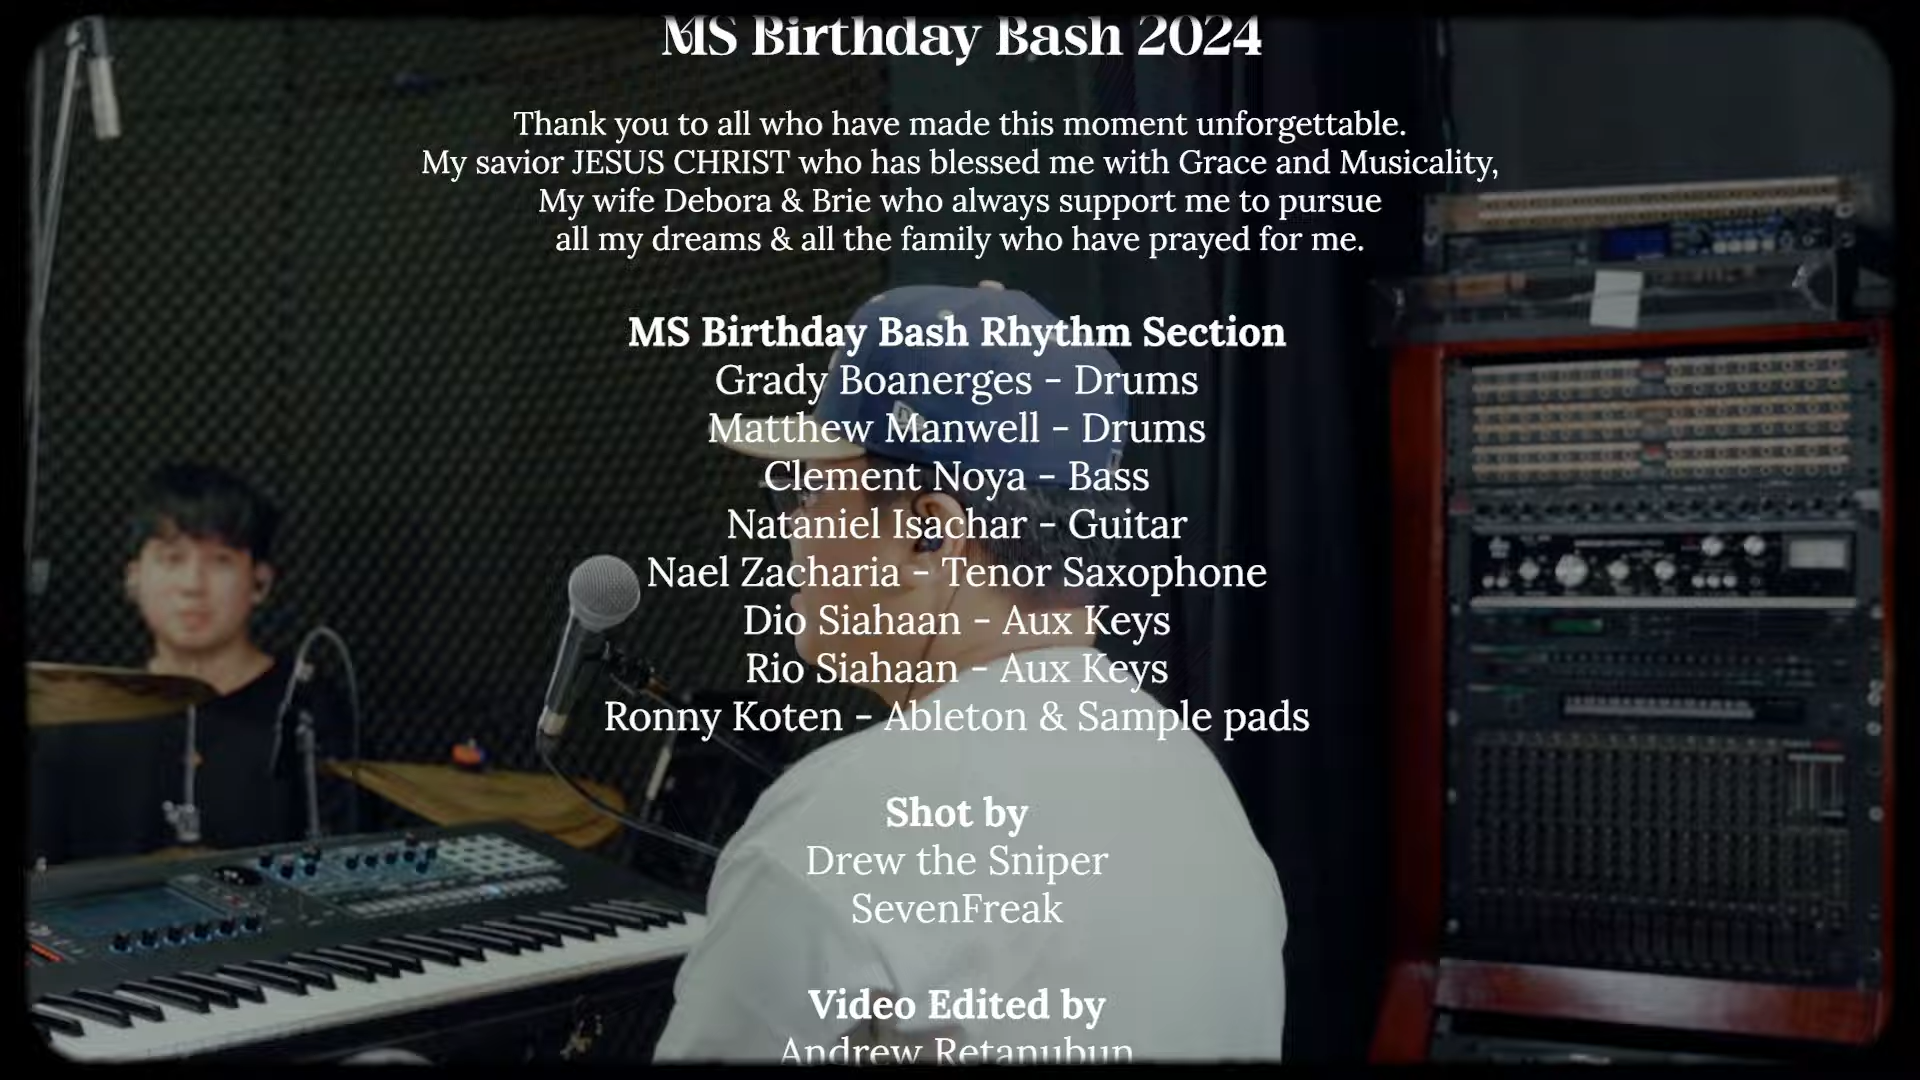 MS Birthday Bash 2024
Thank you to all who have made this moment unforgettable.
My savior JESUS CHRIST who has blessed me with Grace and Musicality,
My wife Debora & Brie who always support me to pursue
all my dreams & all the family who have prayed for me.
MS Birthday Bash Rhythm Section
Grady Boanerges - Drums
Matthew Manwell - Drums
Clement Noya - Bass
Nataniel Isachar - Guitar
Nael Zacharia - Tenor Saxophone
Dio Siahaan - Aux Keys
Rio Siahaan - Aux Keys
Ronny Koten - Ableton & Sample pads
Shot by
Drew the Sniper
SevenFreak
Video Edited by
Andrew Retanubun